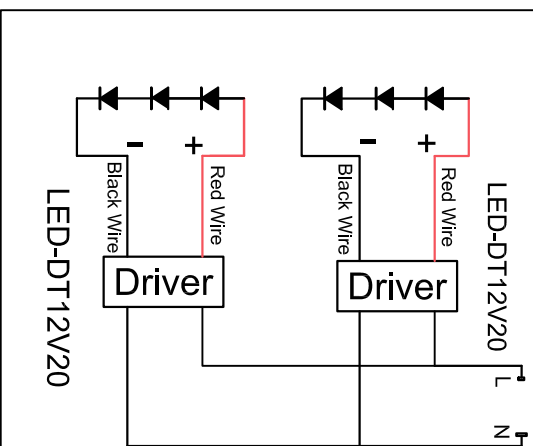 - +
- +
Black Wire
Red Wire
Black Wire
Red Wire
LED-DT12V20
LED-DT12V20
Driver
Driver
L
N